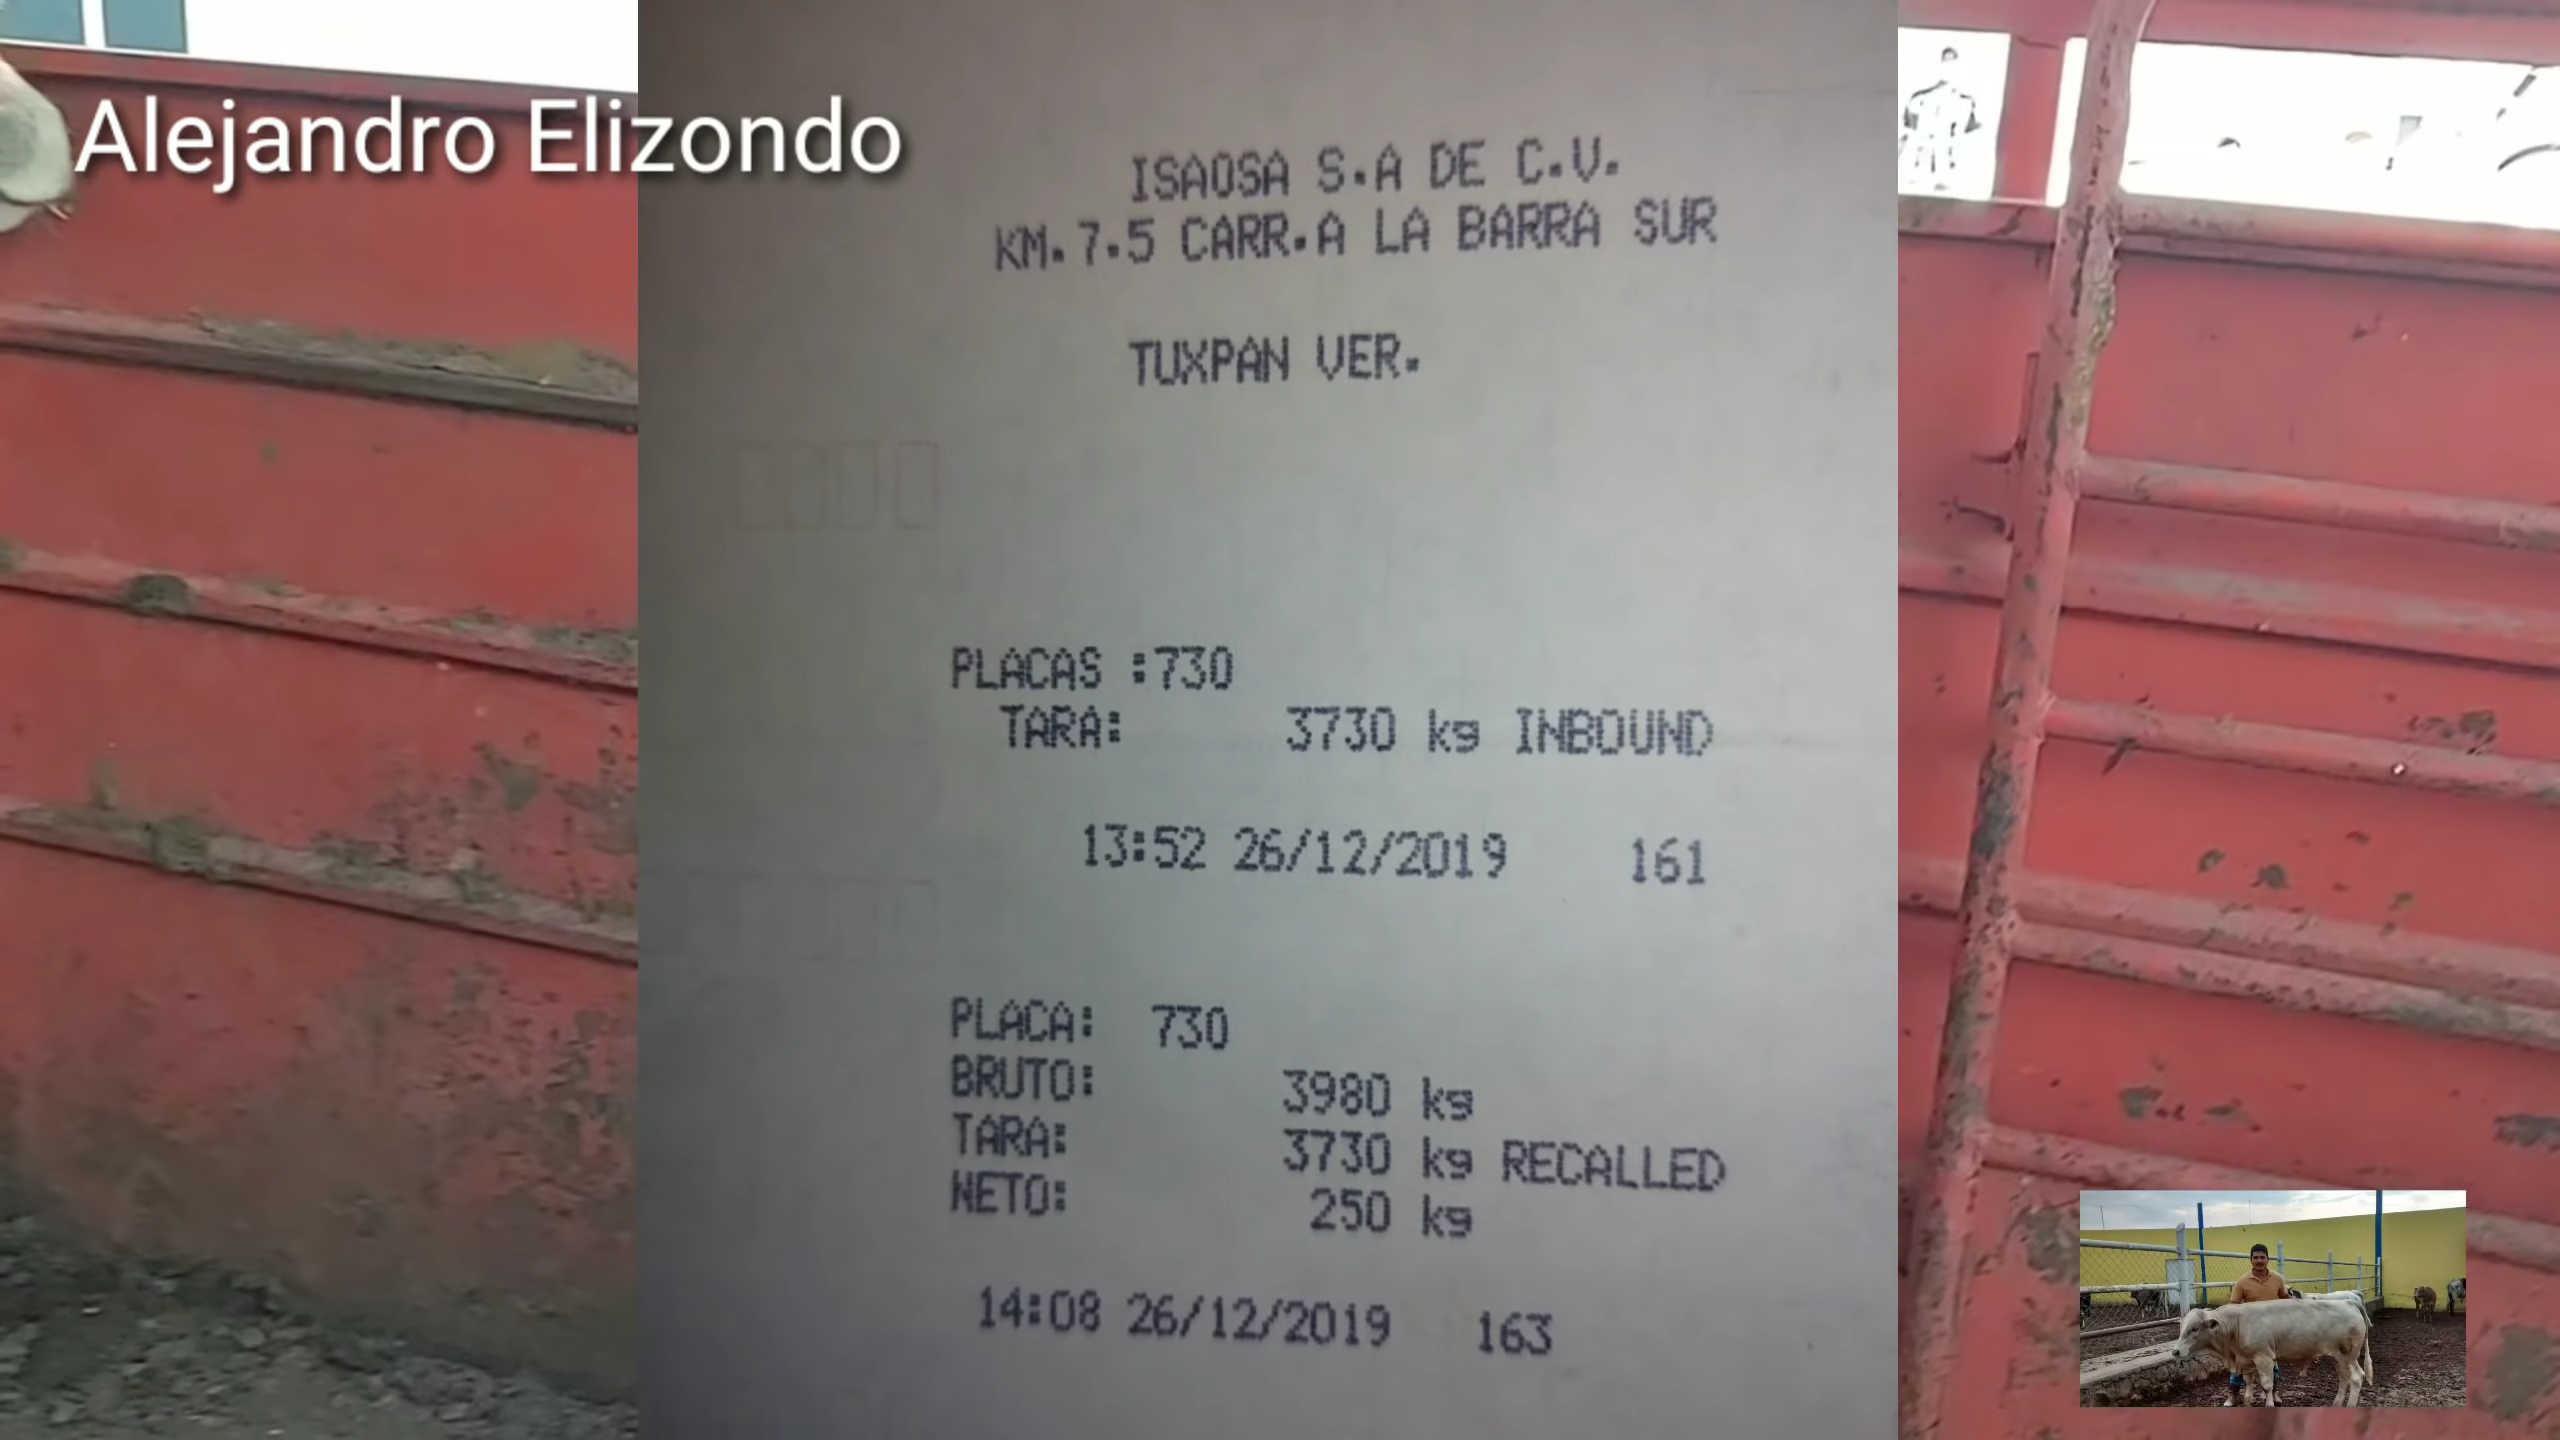 Alejandro Elizondo
ISAOSA S.A DE C.V.
KM.7.5 CARR.A LA BARRA SUR
TUXPAN VER.
PLACAS :730
TARA: 3730 kg INBOUND
13:52 26/12/2019 161
PLACA: 730
BRUTO: 3980 kg
TARA: 3730 kg RECALLED
NETO: 250 kg
14:08 26/12/2019 163